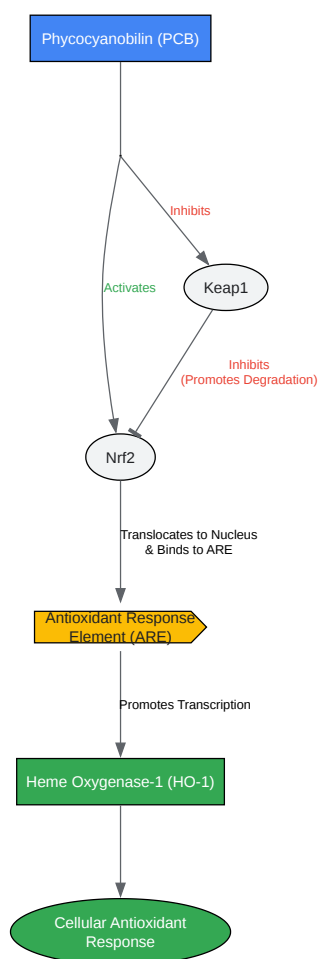 Phycocyanobilin (PCB)
Inhibits
Activates
Keap1
Inhibits
(Promotes Degradation)
Nrf2
Translocates to Nucleus
& Binds to ARE
Antioxidant Response
Element (ARE)
Promotes Transcription
Heme Oxygenase-1 (HO-1)
Cellular Antioxidant
Response